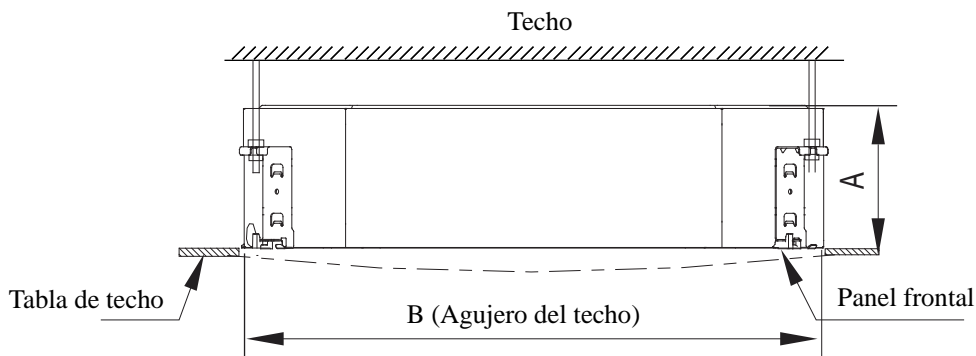 Techo
A
Tabla de techo
B (Agujero del techo)
Panel frontal